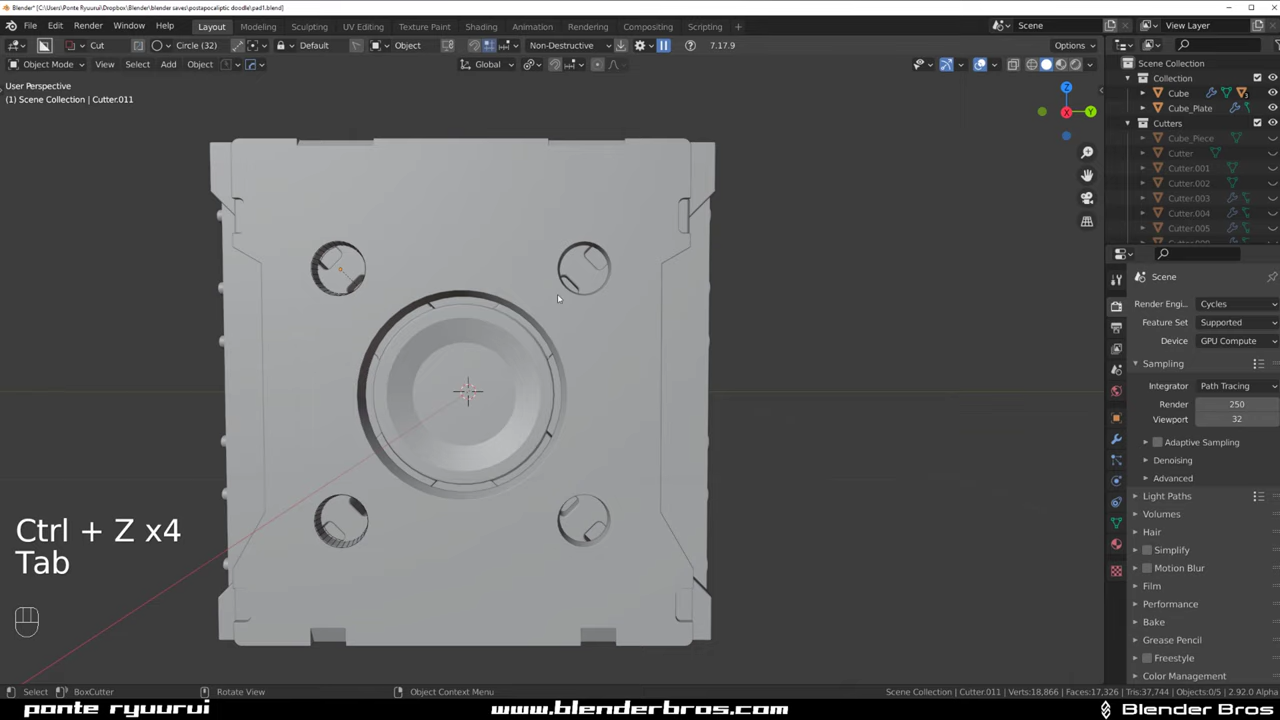 Blender* [C:\Users\Ponte Ryuurui\Dropbox\Blender\blender saves\postapocaliptic doodle\pad1.blend]
File Edit Render Window Help Layout Modeling Sculpting UV Editing Texture Paint Shading Animation Rendering Compositing Scripting + Scene View Layer
Cut Circle (32) Default Object Non-Destructive 7.17.9 Options
Object Mode View Select Add Object Global
User Perspective
(1) Scene Collection | Cutter.011
Z
Y
X
Scene Collection
Collection
Cube
Cube_Plate
Cutters
Cube_Piece
Cutter
Cutter.001
Cutter.002
Cutter.003
Cutter.004
Cutter.005
Scene
Render Engi... Cycles
Feature Set Supported
Device GPU Compute
Sampling
Integrator Path Tracing
Render 250
Viewport 32
Adaptive Sampling
Denoising
Advanced
Light Paths
Volumes
Hair
Simplify
Motion Blur
Film
Performance
Bake
Grease Pencil
Freestyle
Color Management
Ctrl + Z x4
Tab
Select BoxCutter Rotate View Object Context Menu Scene Collection | Cutter.011 | Verts:18,866 | Faces:17,326 | Tris:37,744 | Objects:0/5 | 2.92.0 Alpha
ponte ryuurui www.blenderbros.com Blender Bros